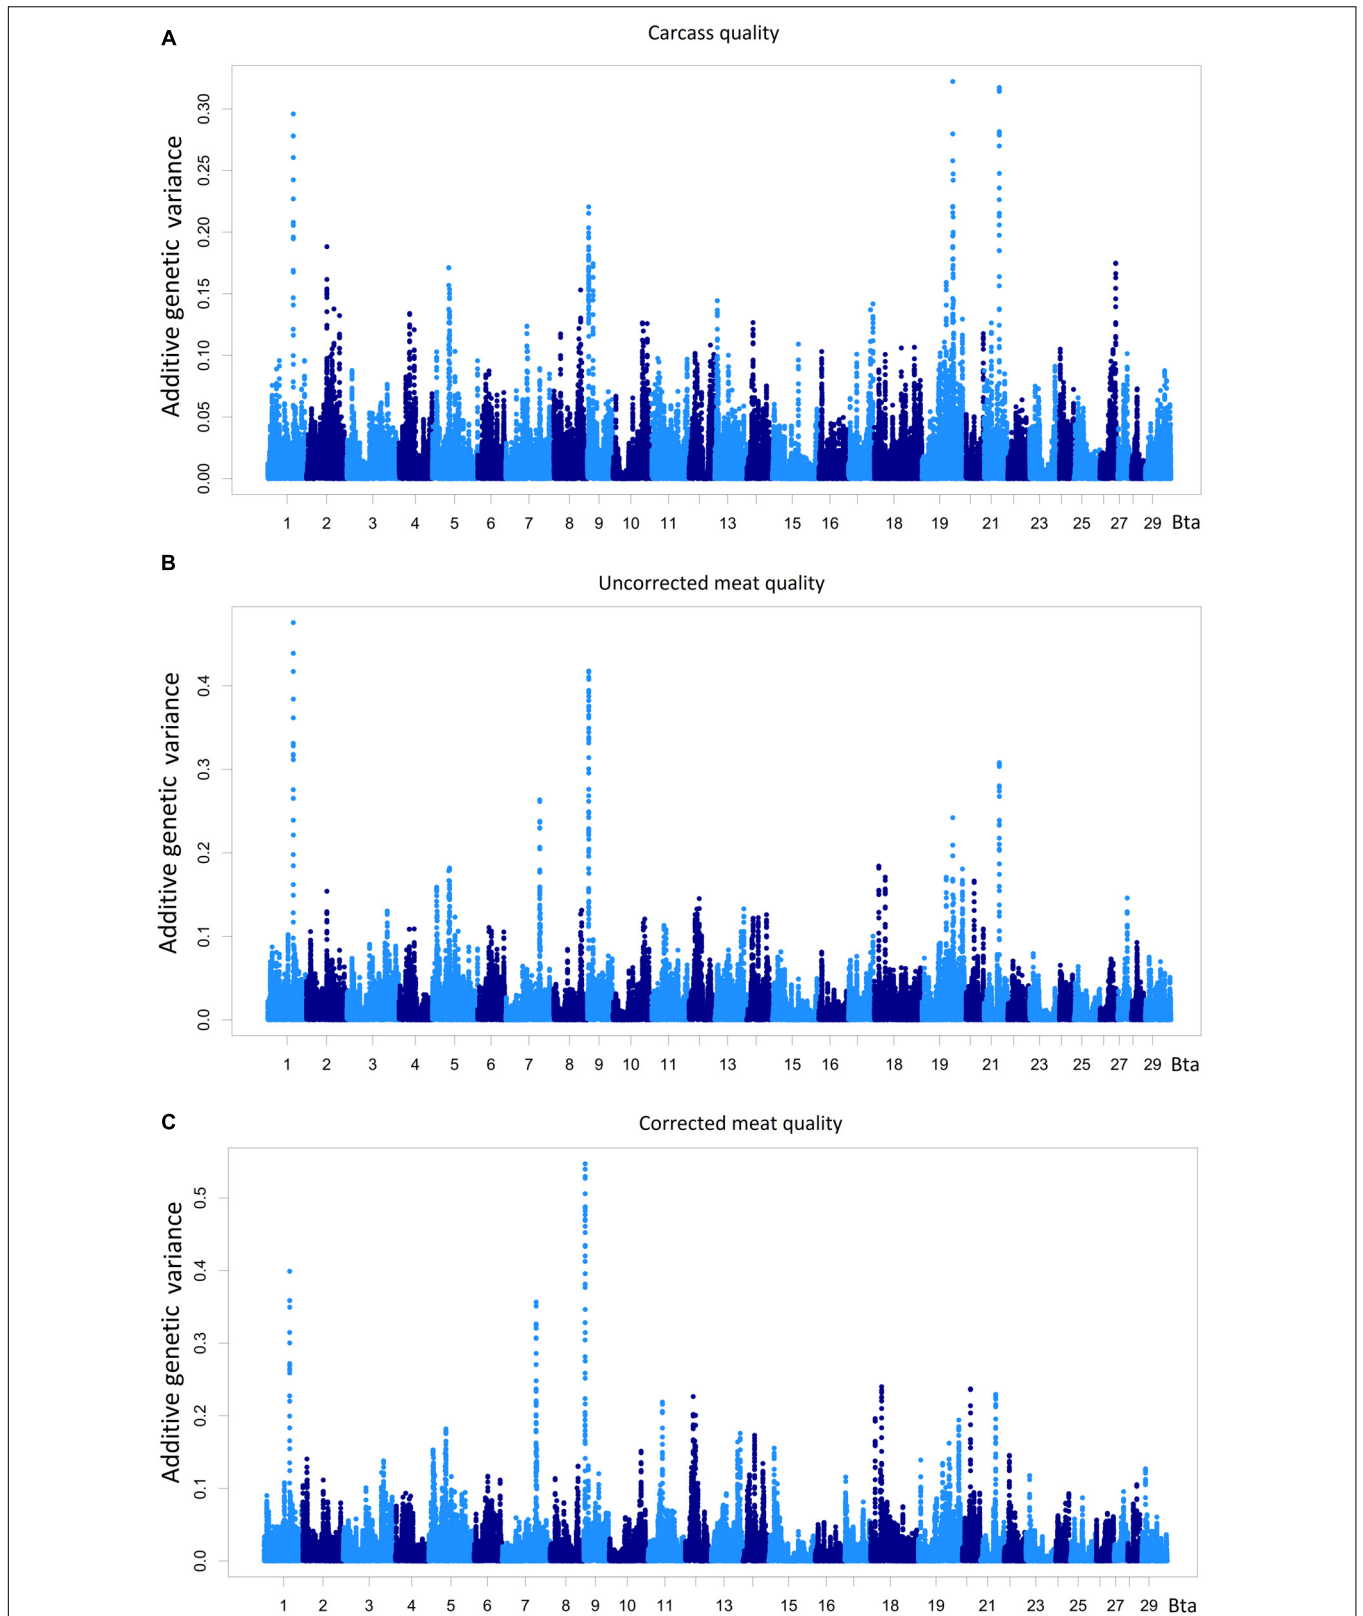 A
Carcass quality
Additive genetic variance
0.30
0.25
0.20
0.15
0.10
0.05
0.00
1 2 3 4 5 6 7 8 9 10 11 13 15 16 18 19 21 23 25 27 29 Bta
B
Uncorrected meat quality
Additive genetic variance
0.4
0.3
0.2
0.1
0.0
1 2 3 4 5 6 7 8 9 10 11 13 15 16 18 19 21 23 25 27 29 Bta
C
Corrected meat quality
Additive genetic variance
0.5
0.4
0.3
0.2
0.1
0.0
1 2 3 4 5 6 7 8 9 10 11 13 15 16 18 19 21 23 25 27 29 Bta